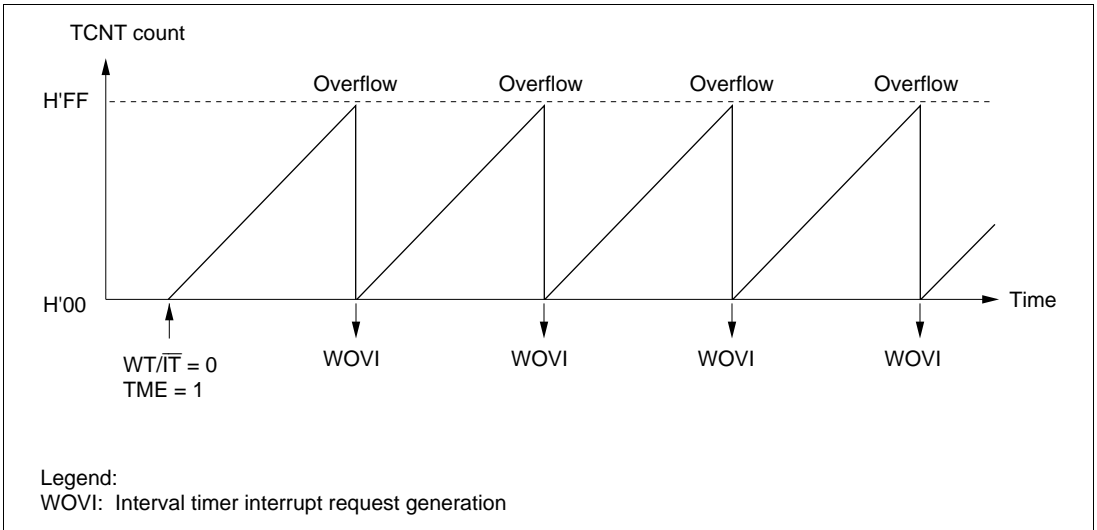 TCNT count
Overflow Overflow Overflow Overflow
H'FF
H'00
Time
WT/I̅T̅ = 0
TME = 1
WOVI WOVI WOVI WOVI
Legend:
WOVI: Interval timer interrupt request generation